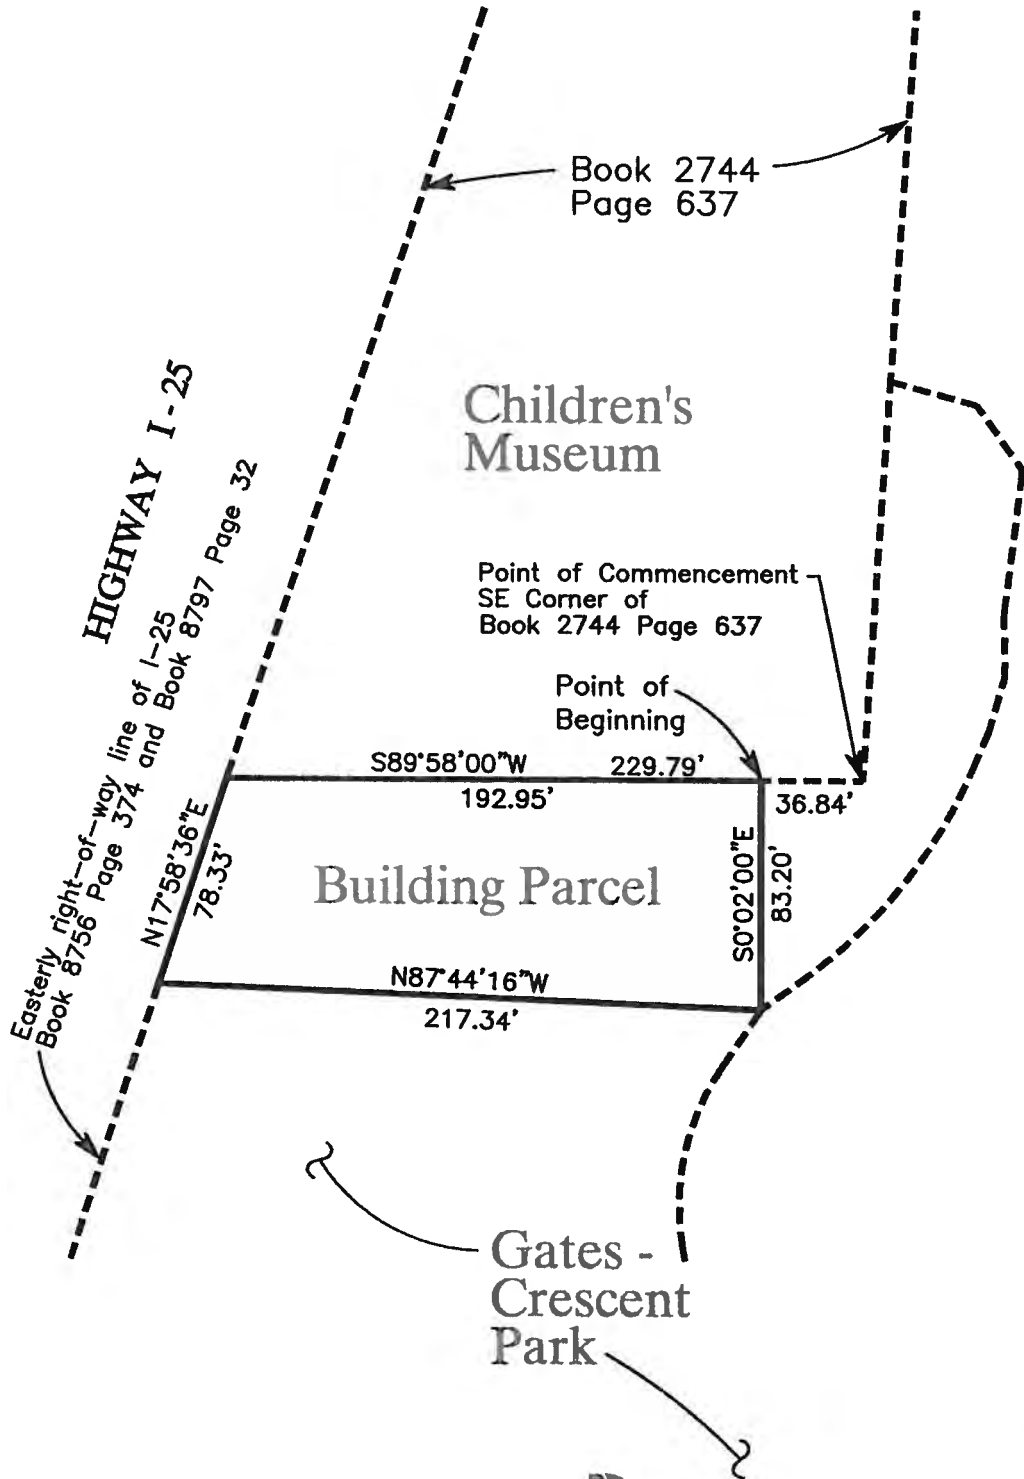 Book 2744
Page 637
HIGHWAY I-25
Children's
Museum
Easterly right-of-way line of I-25
Book 8756 Page 374 and Book 8797 Page 32
Point of Commencement
SE Corner of
Book 2744 Page 637
Point of
Beginning
S89°58'00"W 229.79'
192.95'
36.84'
N17°58'36"E
78.33'
Building Parcel
S0°02'00"E
83.20'
N87°44'16"W
217.34'
Gates -
Crescent
Park